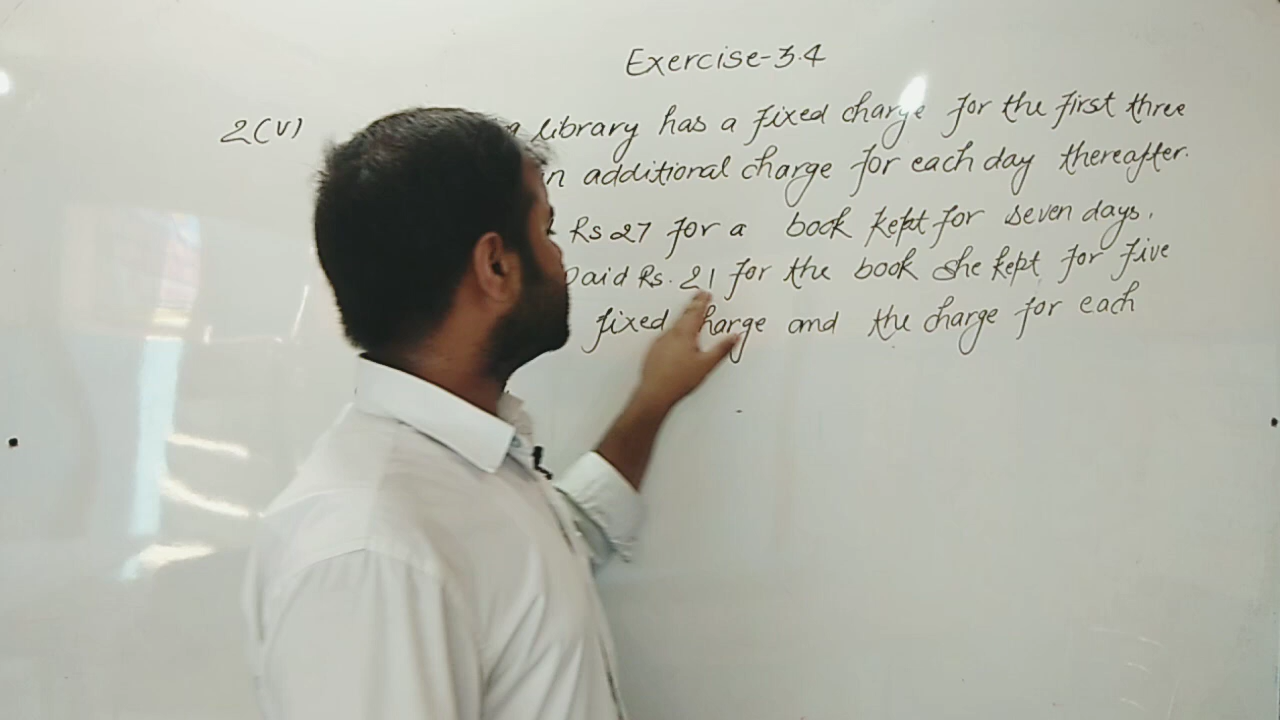 Exercise-3.4
2(V) library has a fixed charge for the first three
additional charge for each day thereafter.
Rs 27 for a book kept for seven days.
paid Rs. 21 for the book she kept for five
fixed charge and the charge for each